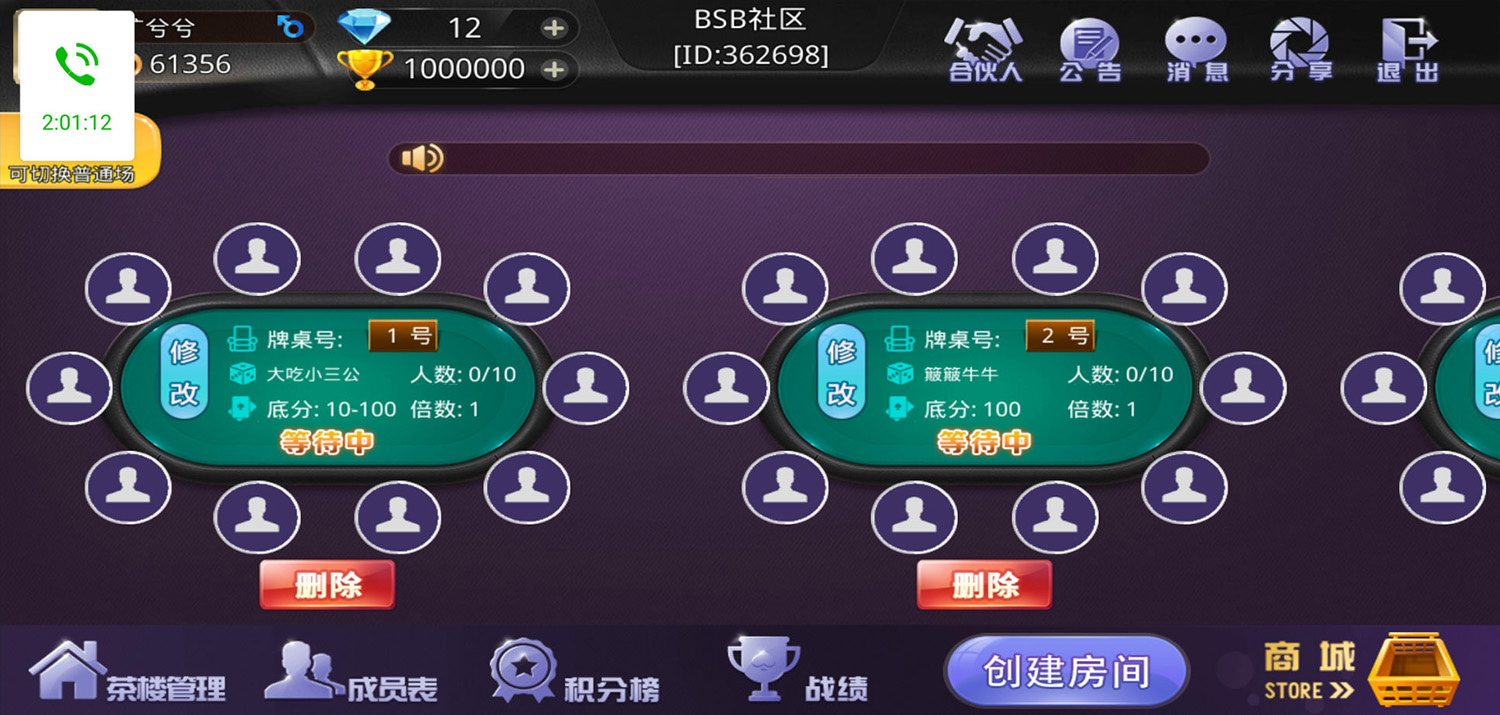 广兮兮
61356
12
1000000
BSB社区
[ID:362698]
合伙人
公告
消息
分享
退出
2:01:12
可切换普通场
修改
牌桌号: 1 号
大吃小三公 人数: 0/10
底分: 10-100 倍数: 1
等待中
删除
修改
牌桌号: 2 号
簸簸牛牛 人数: 0/10
底分: 100 倍数: 1
等待中
删除
修改
茶楼管理
成员表
积分榜
战绩
创建房间
商城
STORE